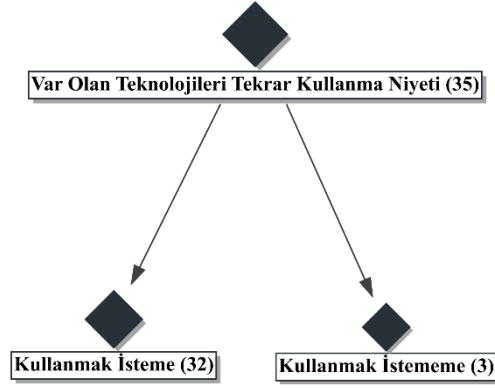 Var Olan Teknolojileri Tekrar Kullanma Niyeti (35)
Kullanmak İsteme (32)
Kullanmak İstememe (3)